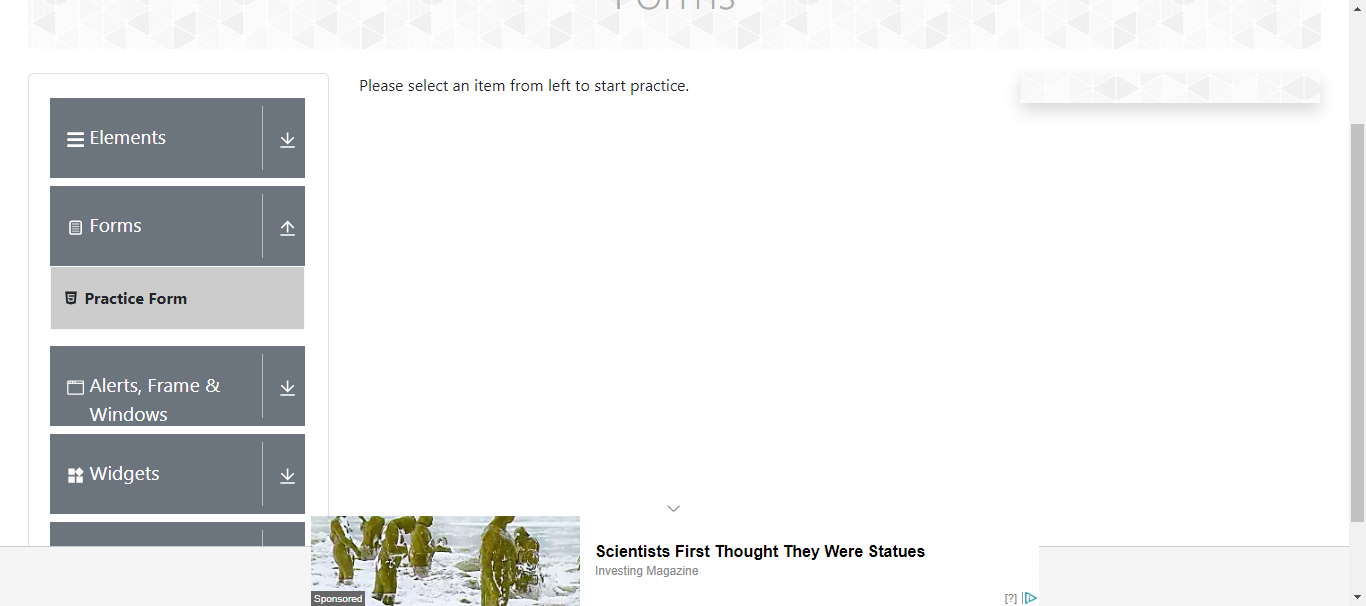 Forms
Please select an item from left to start practice.
Elements
Forms
Practice Form
Alerts, Frame &
Windows
Widgets
Scientists First Thought They Were Statues
Investing Magazine
Sponsored
[?]